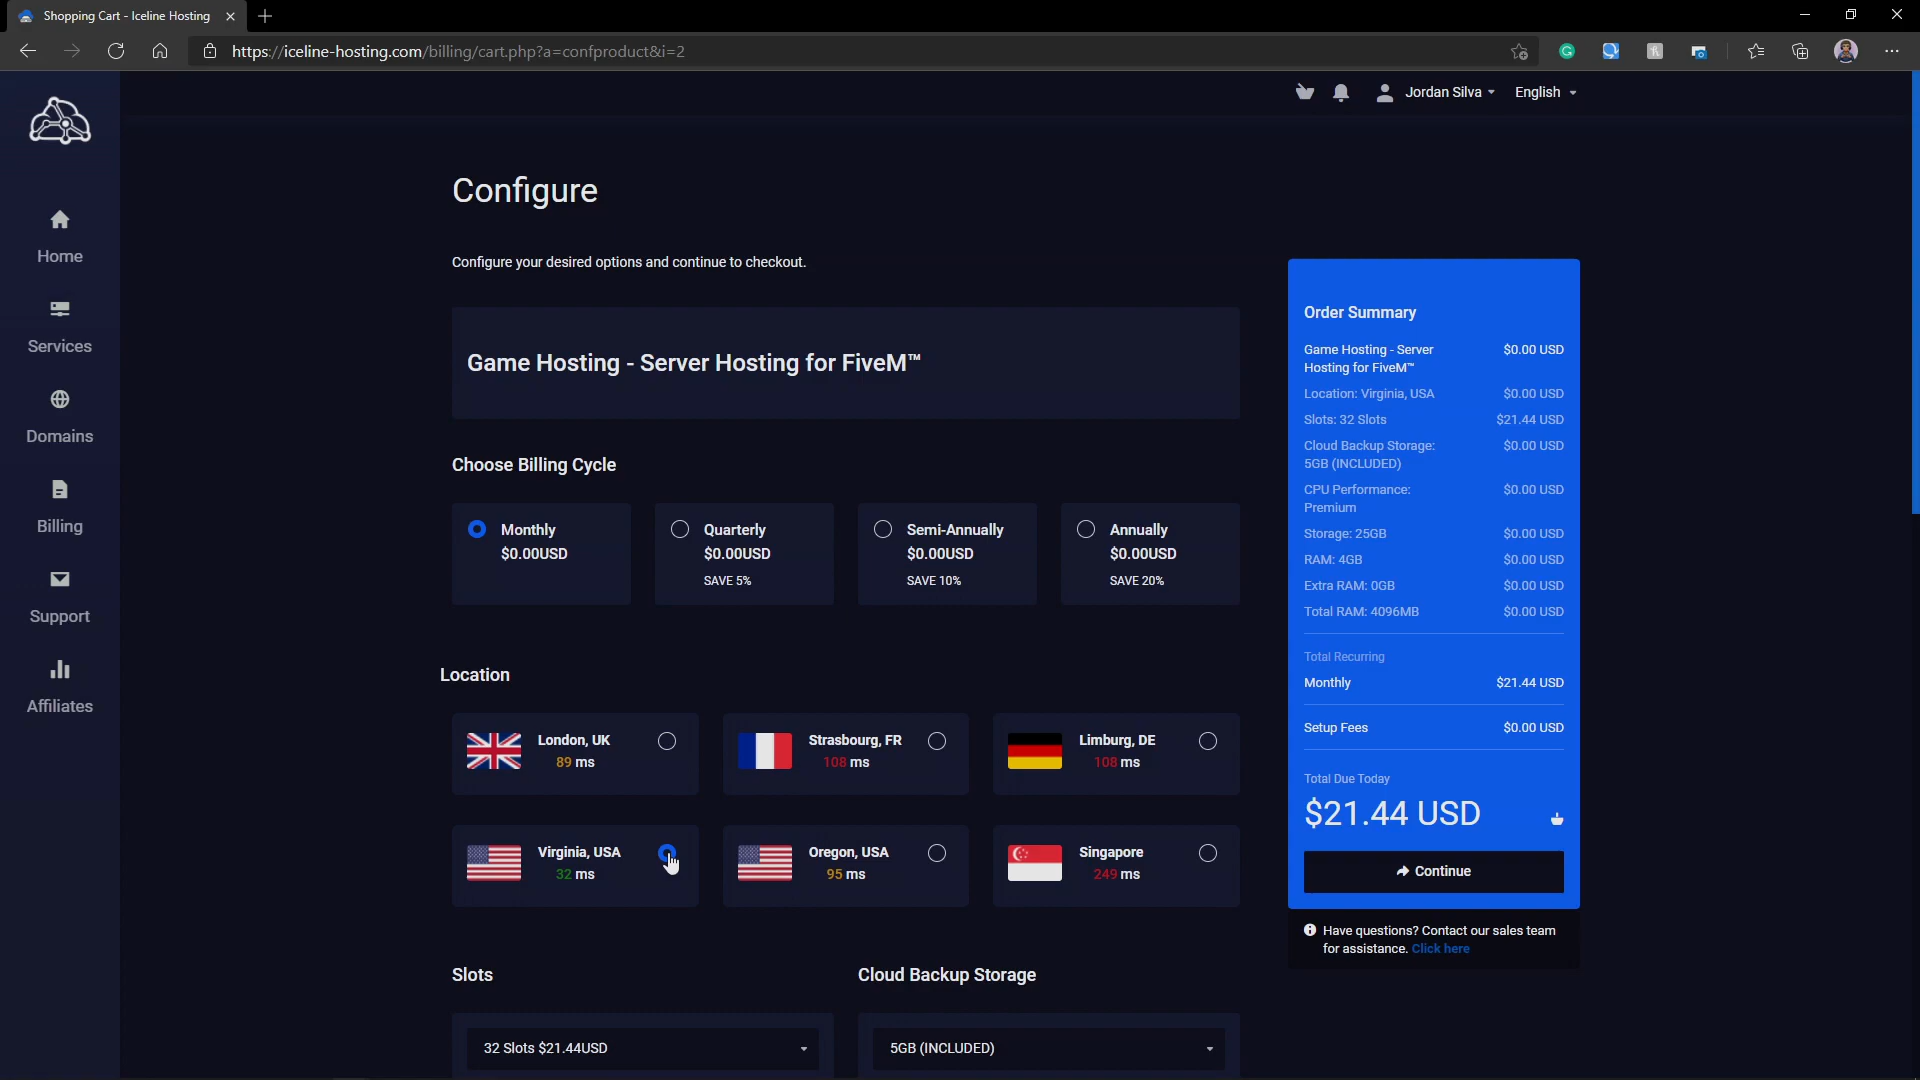 Shopping Cart - Iceline Hosting
https://iceline-hosting.com/billing/cart.php?a=confproduct&i=2
Jordan Silva
English
Home
Services
Domains
Billing
Support
Affiliates
Configure
Configure your desired options and continue to checkout.
Game Hosting - Server Hosting for FiveM™
Choose Billing Cycle
Monthly
$0.00USD
Quarterly
$0.00USD
SAVE 5%
Semi-Annually
$0.00USD
SAVE 10%
Annually
$0.00USD
SAVE 20%
Location
London, UK
89 ms
Strasbourg, FR
108 ms
Limburg, DE
108 ms
Virginia, USA
32 ms
Oregon, USA
95 ms
Singapore
249 ms
Slots
32 Slots $21.44USD
Cloud Backup Storage
5GB (INCLUDED)
Order Summary
Game Hosting - Server $0.00 USD
Hosting for FiveM™
Location: Virginia, USA $0.00 USD
Slots: 32 Slots $21.44 USD
Cloud Backup Storage: $0.00 USD
5GB (INCLUDED)
CPU Performance: $0.00 USD
Premium
Storage: 25GB $0.00 USD
RAM: 4GB $0.00 USD
Extra RAM: 0GB $0.00 USD
Total RAM: 4096MB $0.00 USD
Total Recurring
Monthly $21.44 USD
Setup Fees $0.00 USD
Total Due Today
$21.44 USD
Continue
Have questions? Contact our sales team
for assistance. Click here